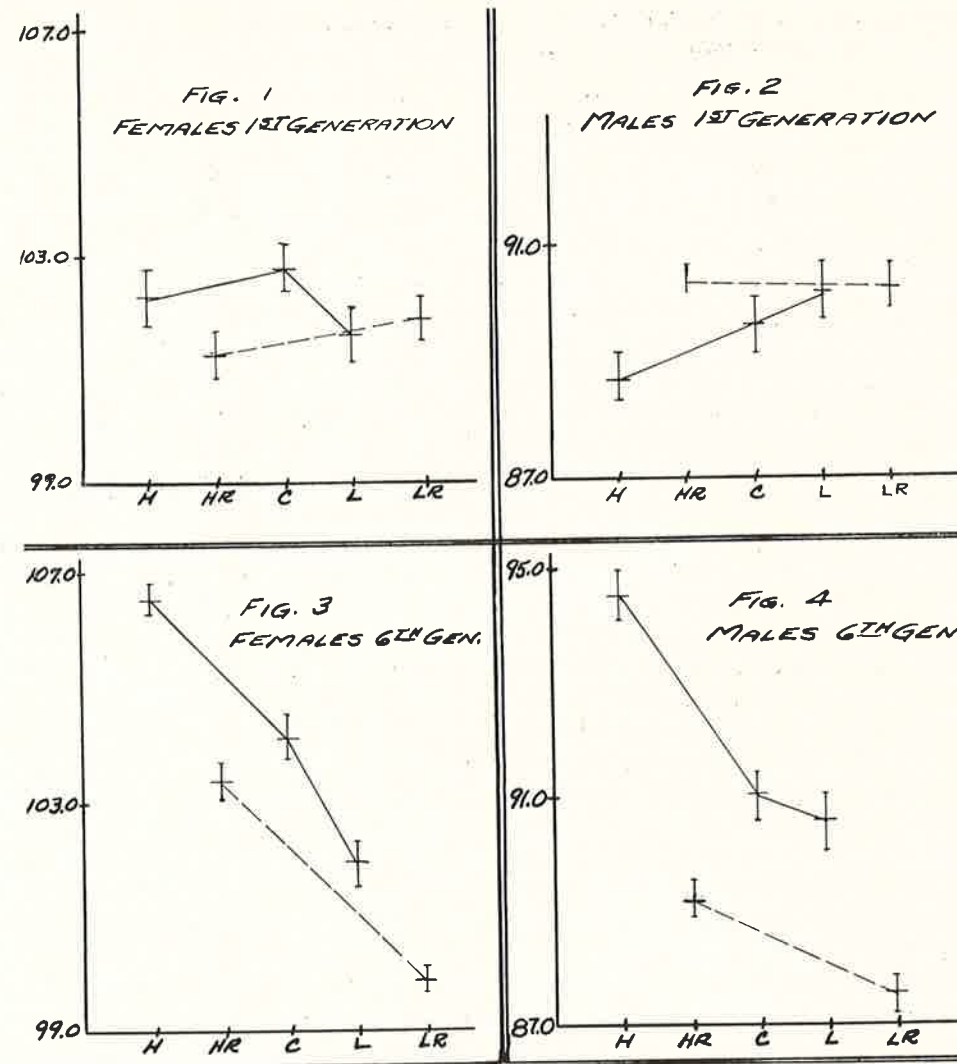 107.0
FIG. 1
FEMALES 1ST GENERATION
103.0
99.0
H HR C L LR
FIG. 2
MALES 1ST GENERATION
91.0
87.0
H HR C L LR
107.0
FIG. 3
FEMALES 6TH GEN.
103.0
99.0
H HR C L LR
95.0
FIG. 4
MALES 6TH GEN
91.0
87.0
H HR C L LR